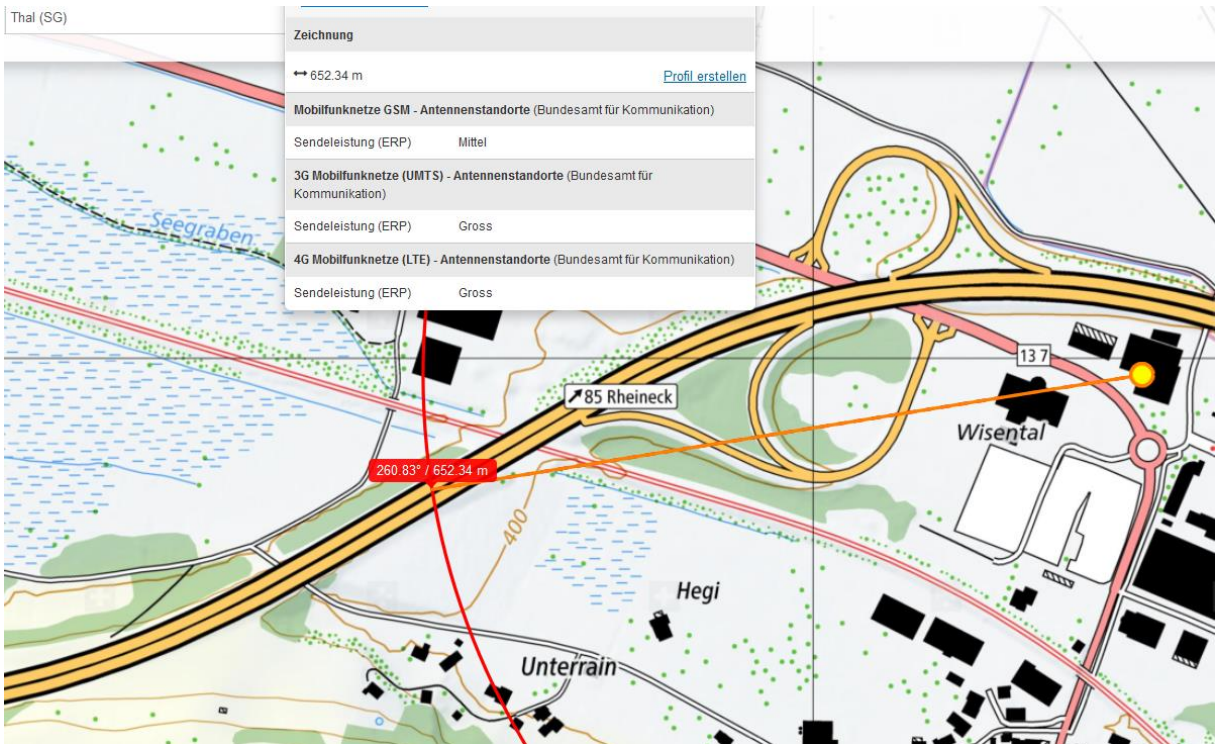 Thal (SG)
Zeichnung
↔ 652.34 m
Profil erstellen
Mobilfunknetze GSM - Antennenstandorte (Bundesamt für Kommunikation)
Sendeleistung (ERP) Mittel
3G Mobilfunknetze (UMTS) - Antennenstandorte (Bundesamt für
Kommunikation)
Sendeleistung (ERP) Gross
4G Mobilfunknetze (LTE) - Antennenstandorte (Bundesamt für Kommunikation)
Sendeleistung (ERP) Gross
Seegraben
13 7
↗85 Rheineck
Wisental
260.83° / 652.34 m
400
Hegi
Unterrain